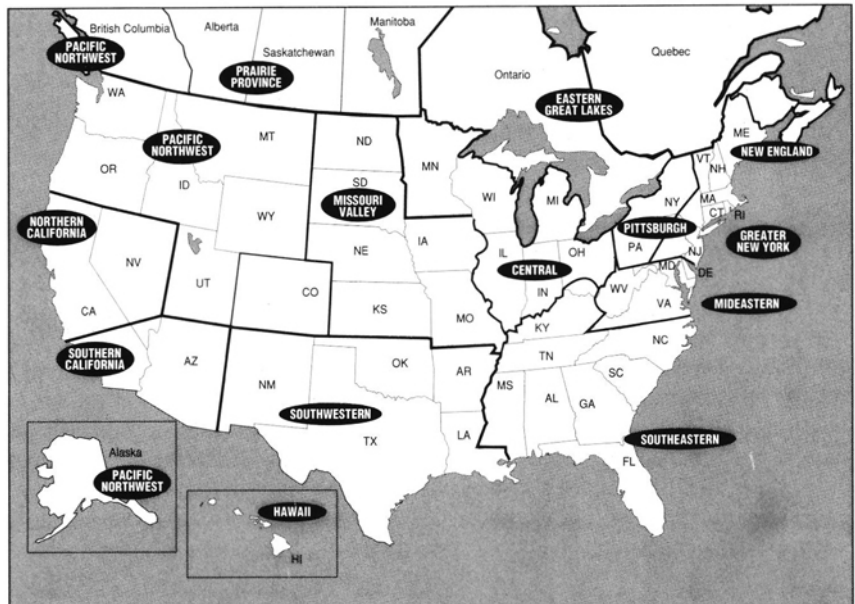 British Columbia
Alberta
Manitoba
PACIFIC
NORTHWEST
Saskatchewan
Quebec
PRAIRIE
PROVINCE
Ontario
WA
EASTERN
GREAT LAKES
MT
ND
ME
PACIFIC
NORTHWEST
VT
NH
NEW ENGLAND
OR
MN
ID
SD
WI
MI
NY
MA
MISSOURI
VALLEY
CT
RI
WY
NORTHERN
CALIFORNIA
PITTSBURGH
GREATER
NEW YORK
NE
IA
IL
OH
PA
NJ
NV
CENTRAL
MD
DE
UT
CO
IN
WV
VA
MIDEASTERN
CA
KS
MO
KY
SOUTHERN
CALIFORNIA
AZ
OK
TN
NC
NM
AR
MS
SC
AL
GA
SOUTHWESTERN
TX
LA
SOUTHEASTERN
Alaska
FL
PACIFIC
NORTHWEST
HAWAII
HI